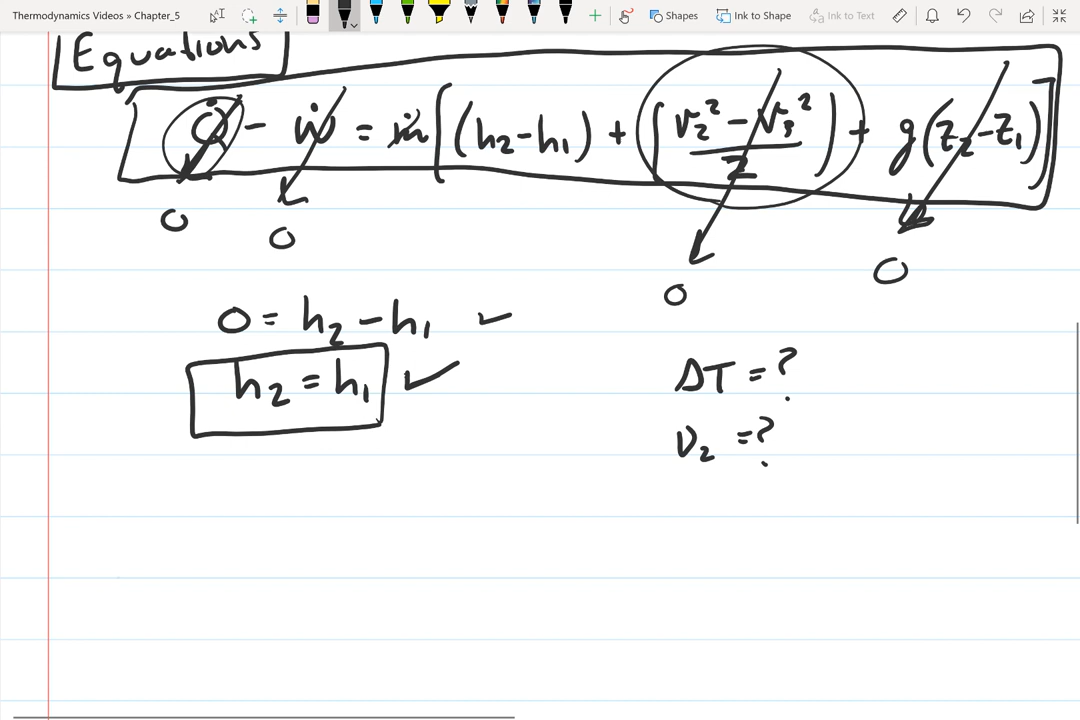 Thermodynamics Videos » Chapter_5
Shapes Ink to Shape Ink to Text
Equations
Q̇ - Ẇ = ṁ[(h₂-h₁) + (V₂² - V₁²)/2 + g(Z₂-Z₁)]
0 0 0 0
0 = h₂ - h₁ ✓
h₂ = h₁ ✓
ΔT = ?
ν₂ = ?